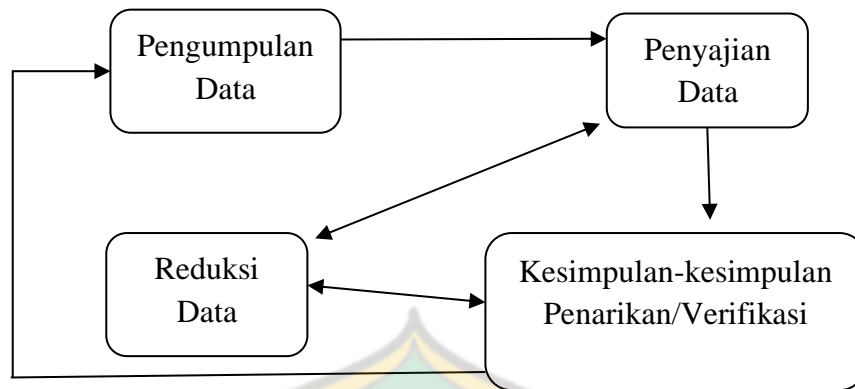 Pengumpulan
Data
Penyajian
Data
Reduksi
Data
Kesimpulan-kesimpulan
Penarikan/Verifikasi